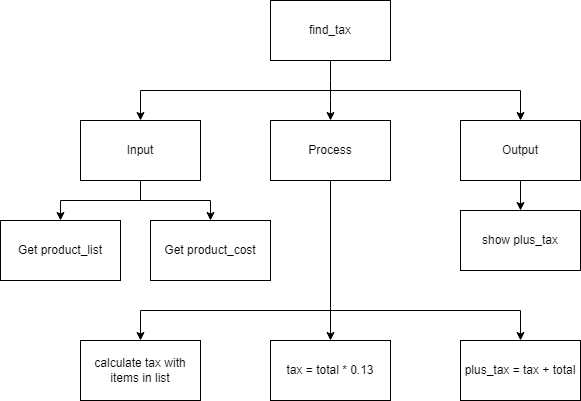 find_tax
Input
Process
Output
Get product_list
Get product_cost
show plus_tax
calculate tax with
items in list
tax = total * 0.13
plus_tax = tax + total